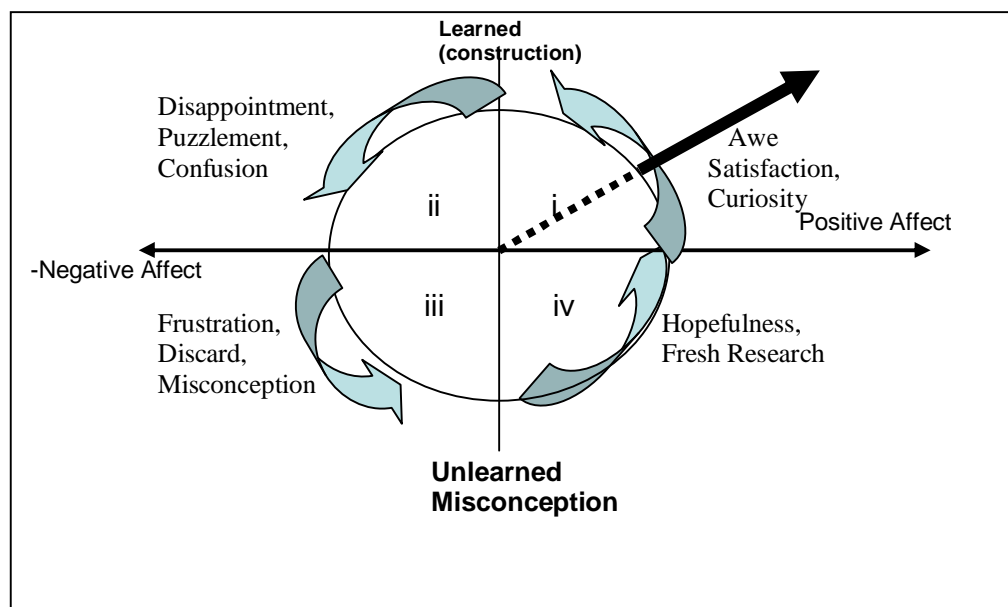 Learned
(construction)
Disappointment,
Puzzlement,
Confusion
Awe
Satisfaction,
Curiosity
ii
i
Positive Affect
-Negative Affect
iii
iv
Frustration,
Discard,
Misconception
Hopefulness,
Fresh Research
Unlearned
Misconception